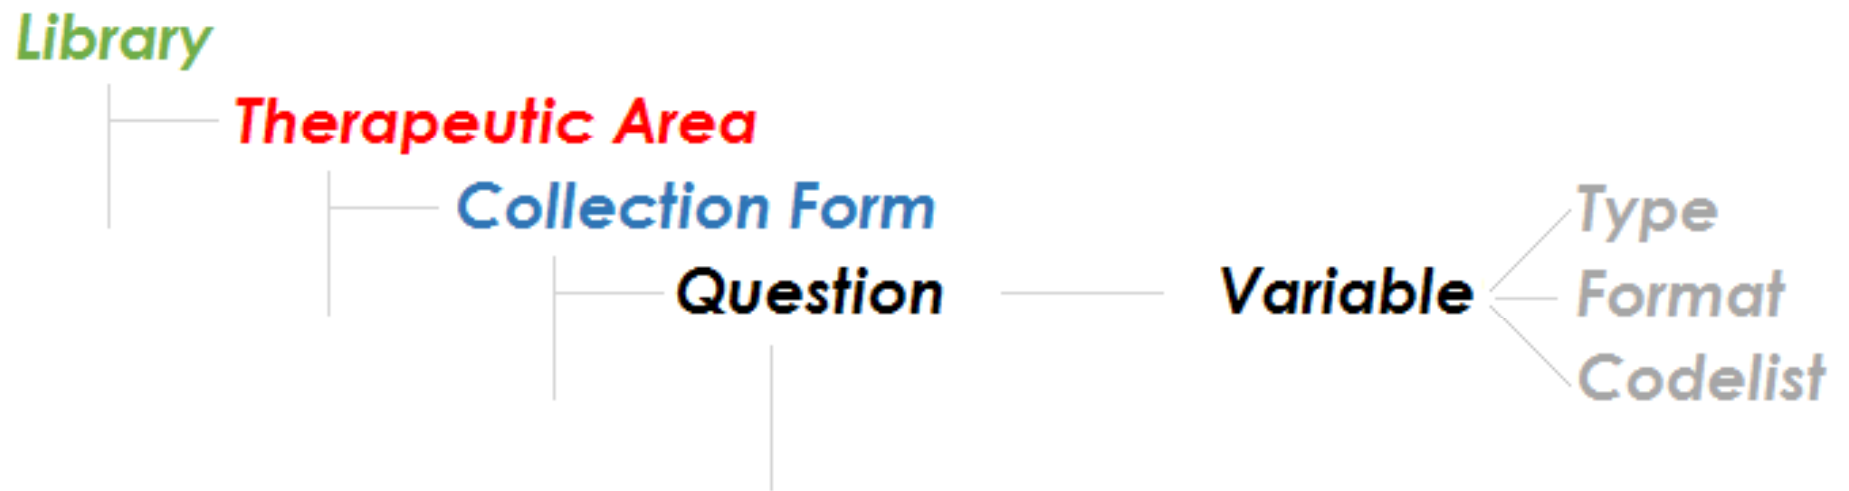 Library
Therapeutic Area
Collection Form
Type
Question Variable Format
Codelist